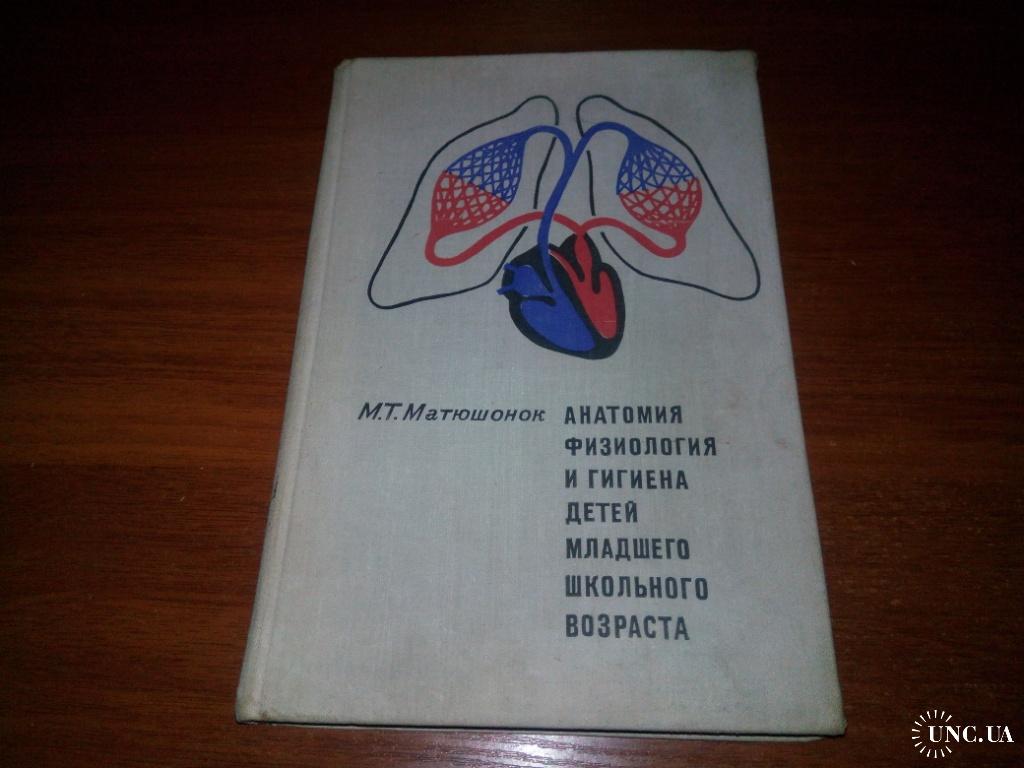 М.Т.Матюшонок
АНАТОМИЯ
ФИЗИОЛОГИЯ
И ГИГИЕНА
ДЕТЕЙ
МЛАДШЕГО
ШКОЛЬНОГО
ВОЗРАСТА
UNC.UA